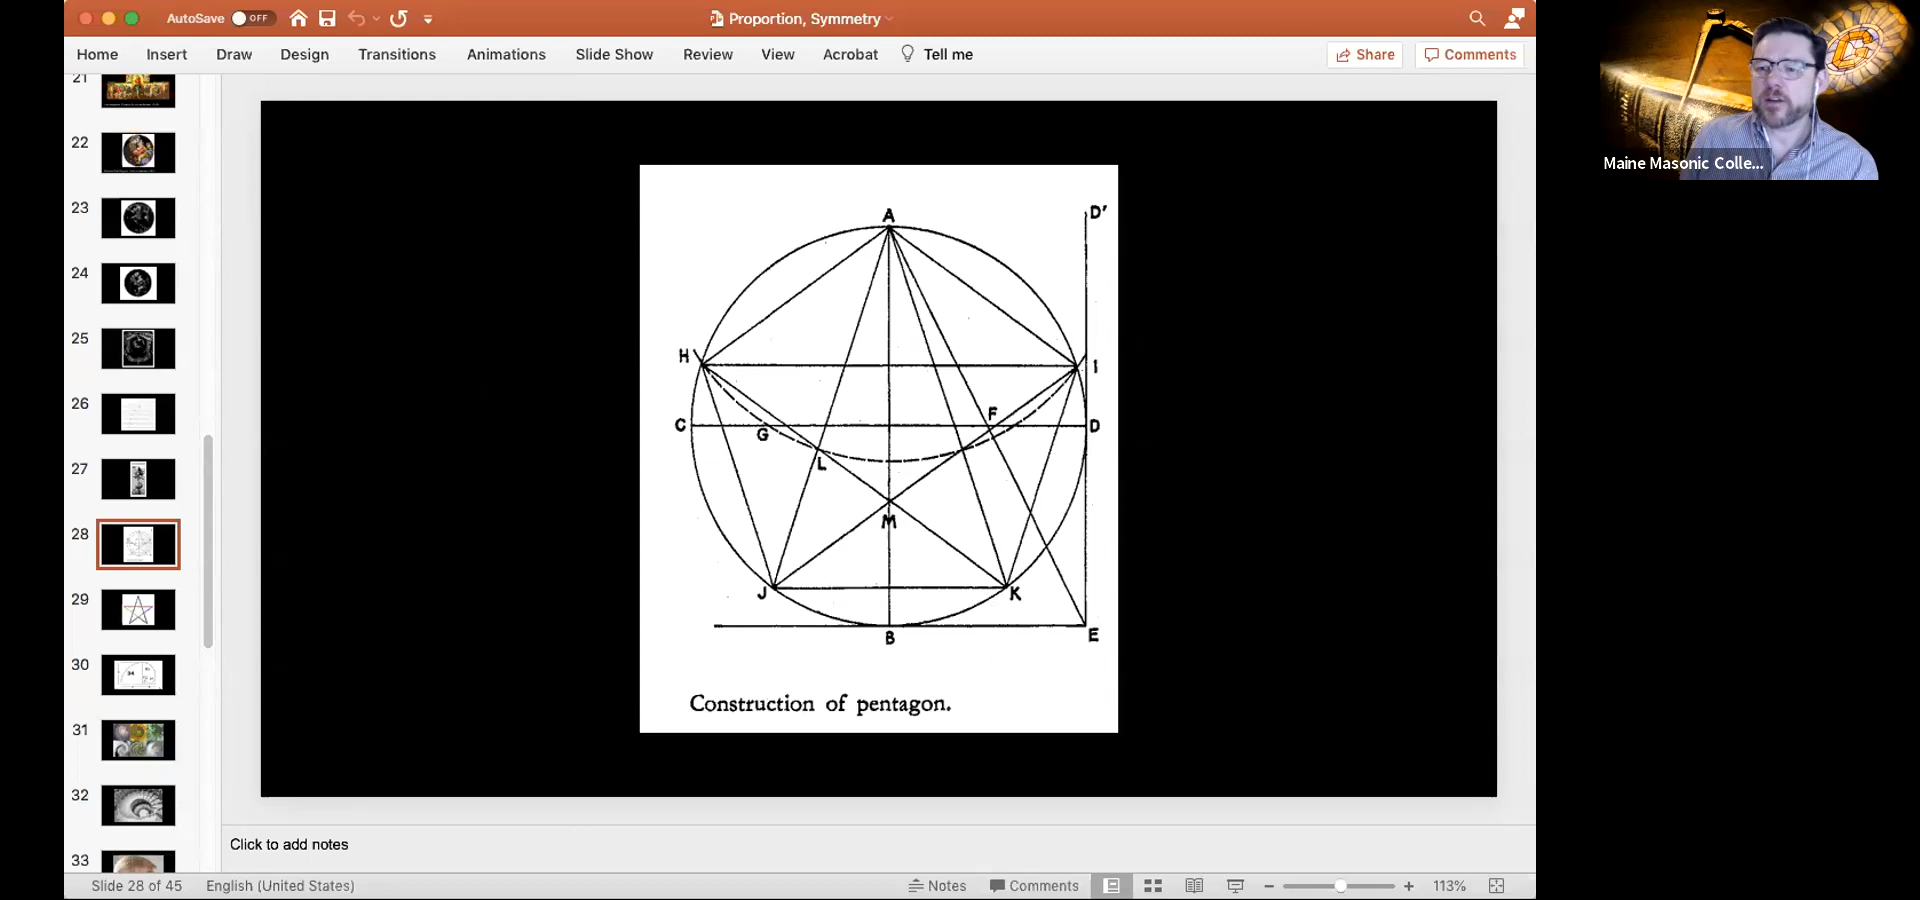 AutoSave OFF
Proportion, Symmetry
Home Insert Draw Design Transitions Animations Slide Show Review View Acrobat Tell me
Share Comments
21
22
23
24
25
26
27
28
29
30
31
32
33
A
D'
H
I
C
G
F
D
L
M
J
K
B
E
Construction of pentagon.
Click to add notes
Slide 28 of 45 English (United States) Notes Comments 113%
G
Maine Masonic Colle...